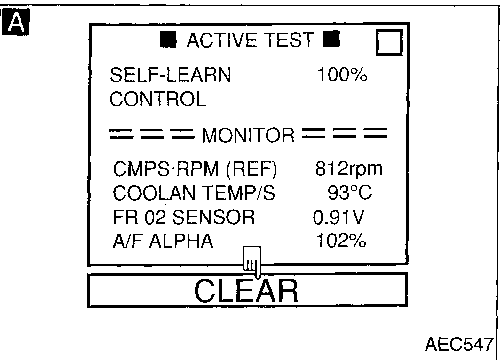 A
■ ACTIVE TEST ■
SELF-LEARN 100%
CONTROL
=== MONITOR ===
CMPS·RPM (REF) 812rpm
COOLAN TEMP/S 93°C
FR 02 SENSOR 0.91V
A/F ALPHA 102%
CLEAR
AEC547